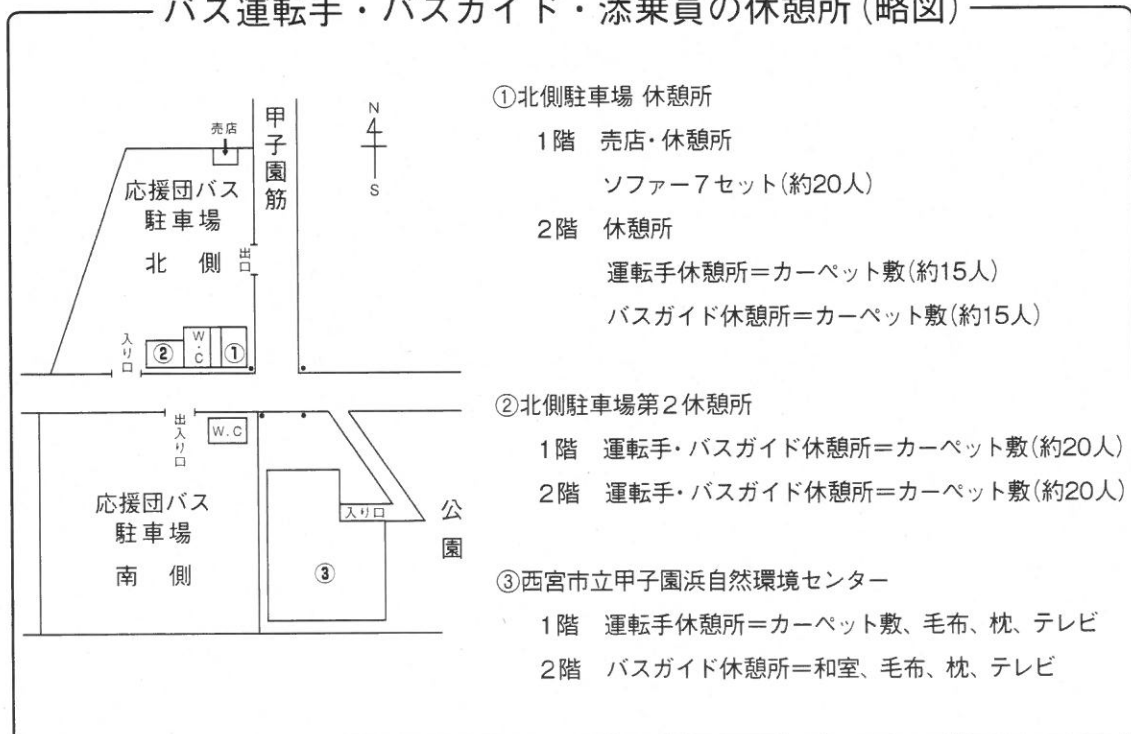 バス運転手・バスガイド・添乗員の休憩所(略図)
売店
甲子園筋
N
S
応援団バス
駐車場
北側
出口
入り口
②
W.C
①
出入り口
W.C
応援団バス
駐車場
南側
入り口
公園
③
①北側駐車場 休憩所
1階 売店・休憩所
ソファー7セット(約20人)
2階 休憩所
運転手休憩所=カーペット敷(約15人)
バスガイド休憩所=カーペット敷(約15人)
②北側駐車場第2休憩所
1階 運転手・バスガイド休憩所=カーペット敷(約20人)
2階 運転手・バスガイド休憩所=カーペット敷(約20人)
③西宮市立甲子園浜自然環境センター
1階 運転手休憩所=カーペット敷、毛布、枕、テレビ
2階 バスガイド休憩所=和室、毛布、枕、テレビ